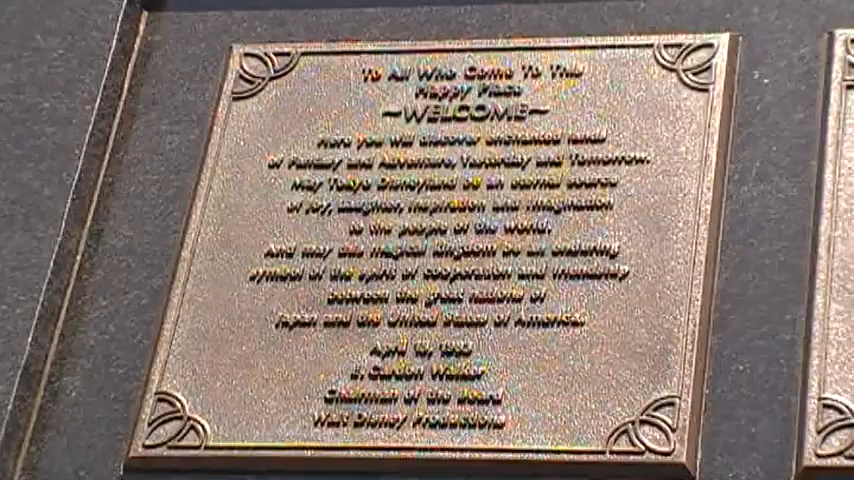 To All Who Come To This
Happy Place
~WELCOME~
Here you will discover enchanted lands
of Fantasy and Adventure, Yesterday and Tomorrow.
May Tokyo Disneyland be an eternal source
of joy, laughter, inspiration, and imagination
to the people of the world.
And may this magical kingdom be an enduring
symbol of the spirit of cooperation and friendship
between the great nations of
Japan and the United States of America.
April 15, 1983
E. Cardon Walker
Chairman of the Board
Walt Disney Productions